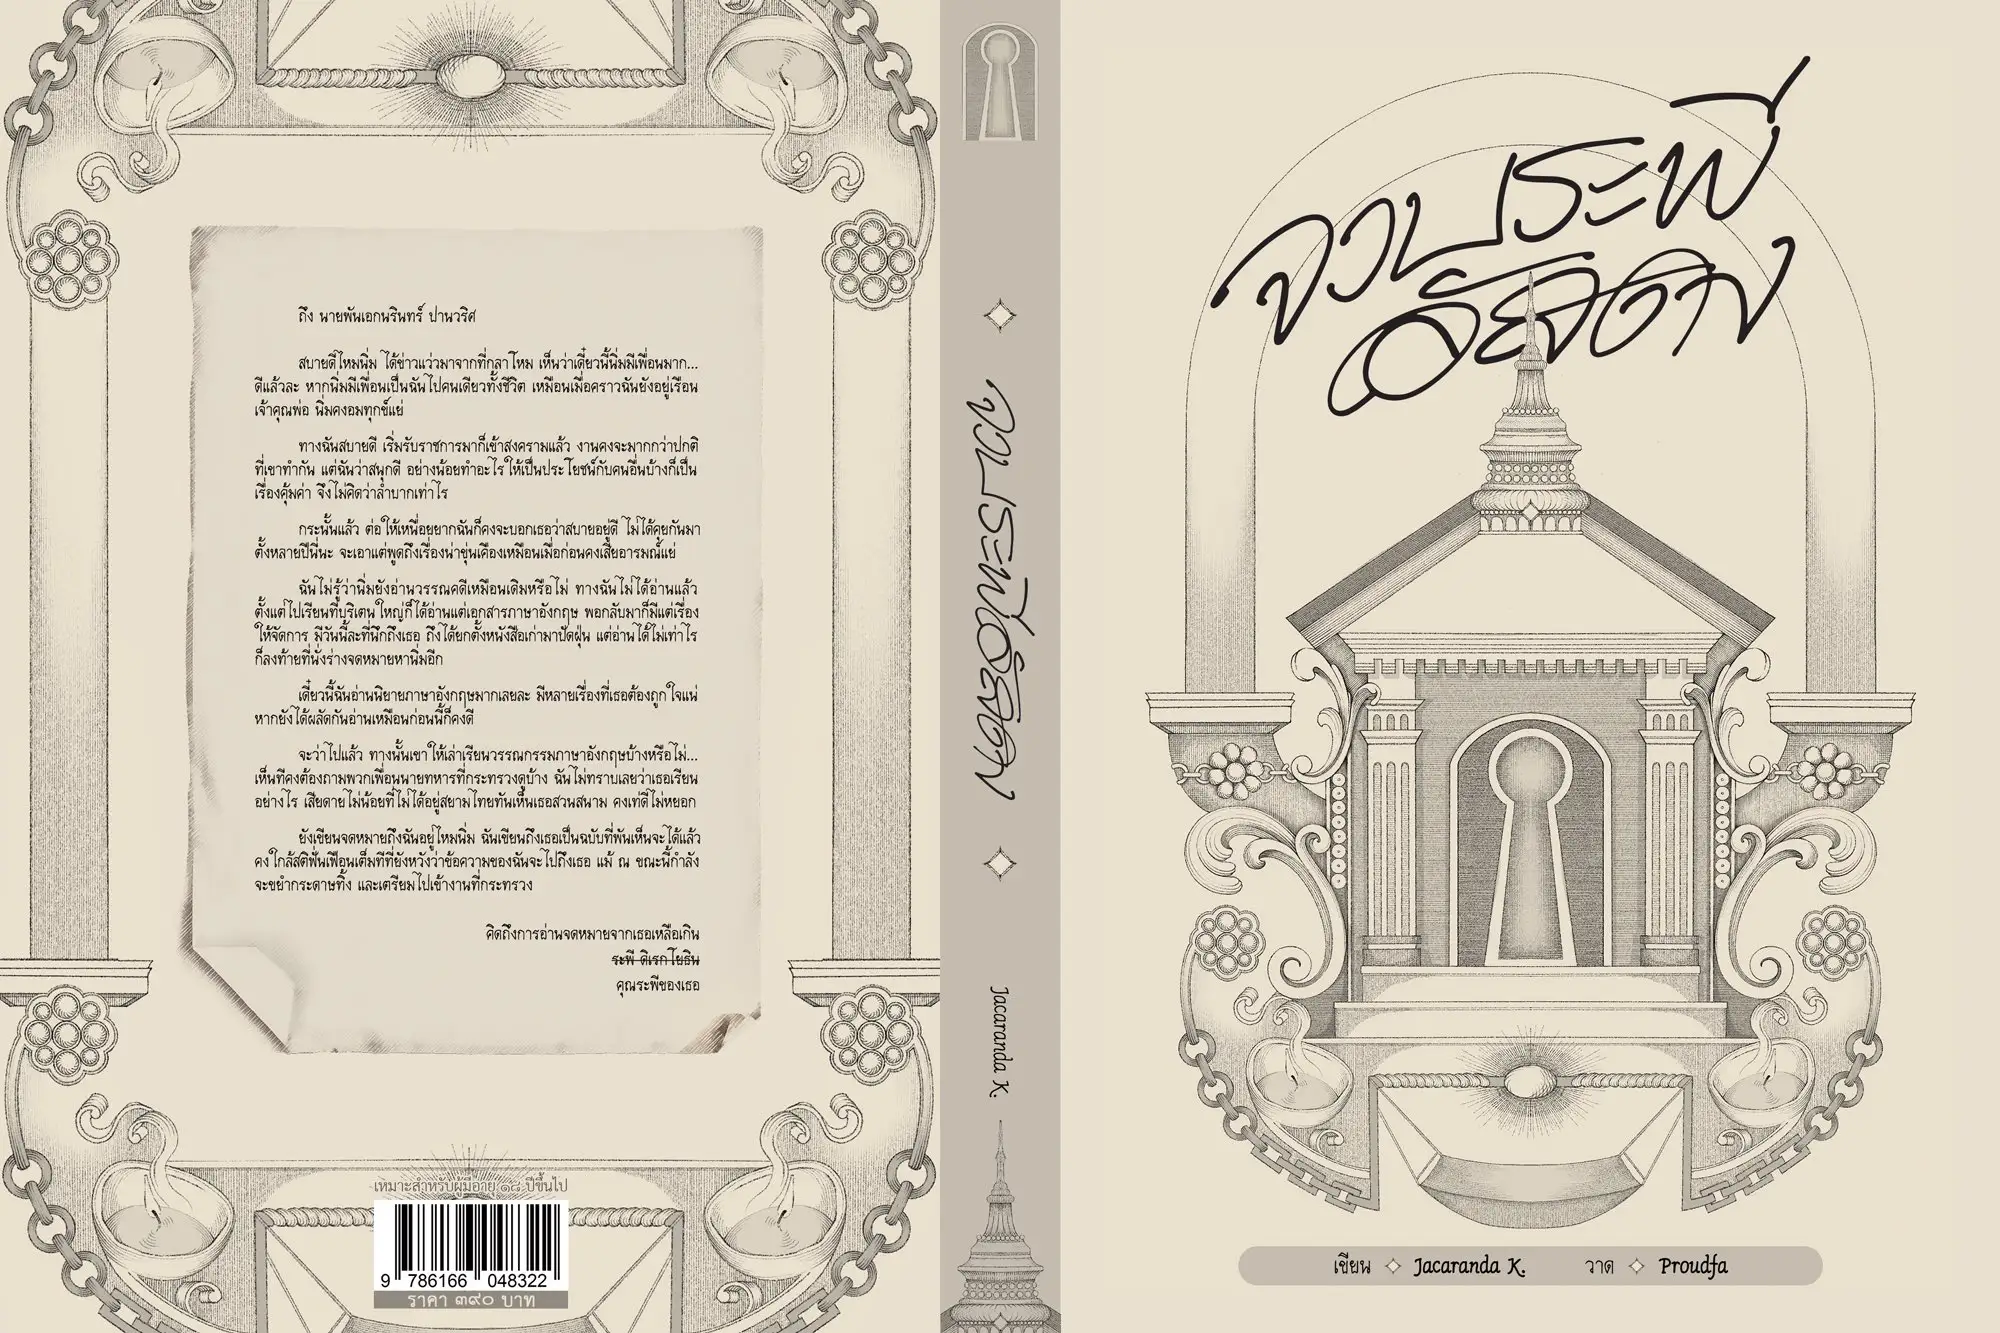 ถึง นายพันเอกนรินทร์ ปานวริศ
สบายดีไหมนิ่ม ได้ข่าวแว่วมาจากที่กลาโหม เห็นว่าเดี๋ยวนี้นิ่มมีเพื่อนมาก...
ดีแล้วละ หากนิ่มมีเพื่อนเป็นฉันไปคนเดียวทั้งชีวิต เหมือนเมื่อคราวฉันยังอยู่เรือน
เจ้าคุณพ่อ นิ่มคงอมทุกข์แย่
ทางฉันสบายดี เริ่มรับราชการมาก็เข้าสงครามแล้ว งานคงจะมากกว่าปกติ
ที่เขาทำกัน แต่ฉันว่าสนุกดี อย่างน้อยทำอะไรให้เป็นประโยชน์กับคนอื่นบ้างก็เป็น
เรื่องคุ้มค่า จึงไม่คิดว่าลำบากเท่าไร
กระนั้นแล้ว ต่อให้เหนื่อยยากฉันก็คงจะบอกเธอว่าสบายอยู่ดี ไม่ได้คุยกันมา
ตั้งหลายปีนี่นะ จะเอาแต่พูดถึงเรื่องน่าขุ่นเคืองเหมือนเมื่อก่อนคงเสียอารมณ์แย่
ฉันไม่รู้ว่านิ่มยังอ่านวรรณคดีเหมือนเดิมหรือไม่ ทางฉันไม่ได้อ่านแล้ว
ตั้งแต่ไปเรียนที่บริเตน ใหญ่ก็ได้อ่านแต่เอกสารภาษาอังกฤษ พอกลับมาก็มีแต่เรื่อง
ให้จัดการ มีวันนี้ละที่นึกถึงเธอ ถึงได้ยกตั้งหนังสือเก่ามาปัดฝุ่น แต่อ่านได้ไม่เท่าไร
ก็ลงท้ายที่นั่งร่างจดหมายหานิ่มอีก
เดี๋ยวนี้ฉันอ่านนิยายภาษาอังกฤษมากเลยละ มีหลายเรื่องที่เธอต้องถูกใจแน่
หากยังได้ผลัดกันอ่านเหมือนก่อนนี้ก็คงดี
จะว่าไปแล้ว ทางนั้นเขาให้เล่าเรียนวรรณกรรมภาษาอังกฤษบ้างหรือไม่...
เห็นทีคงต้องถามพวกเพื่อนนายทหารที่กระทรวงดูบ้าง ฉันไม่ทราบเลยว่าเธอเรียน
อย่างไร เสียดายไม่น้อยที่ไม่ได้อยู่สยามไทยทันเห็นเธอสวนสนาม คงเท่ดีไม่หยอก
ยังเขียนจดหมายถึงฉันอยู่ไหมนิ่ม ฉันเขียนถึงเธอเป็นฉบับที่พันเห็นจะได้แล้ว
คงใกล้สติฟั่นเฟือนเต็มทีที่ยังหวังว่าข้อความของฉันจะไปถึงเธอ แม้ ณ ขณะนี้กำลัง
จะขยำกระดาษทิ้ง และเตรียมไปเข้างานที่กระทรวง
คิดถึงการอ่านจดหมายจากเธอเหลือเกิน
ระพี ดิเรกโยธิน
คุณระพีของเธอ
เหมาะสำหรับผู้มีอายุ ๑๘ ปีขึ้นไป
9 786166 048322
ราคา ๓๙๐ บาท
Jacaranda K.
เขียน Jacaranda K. วาด Proudfa